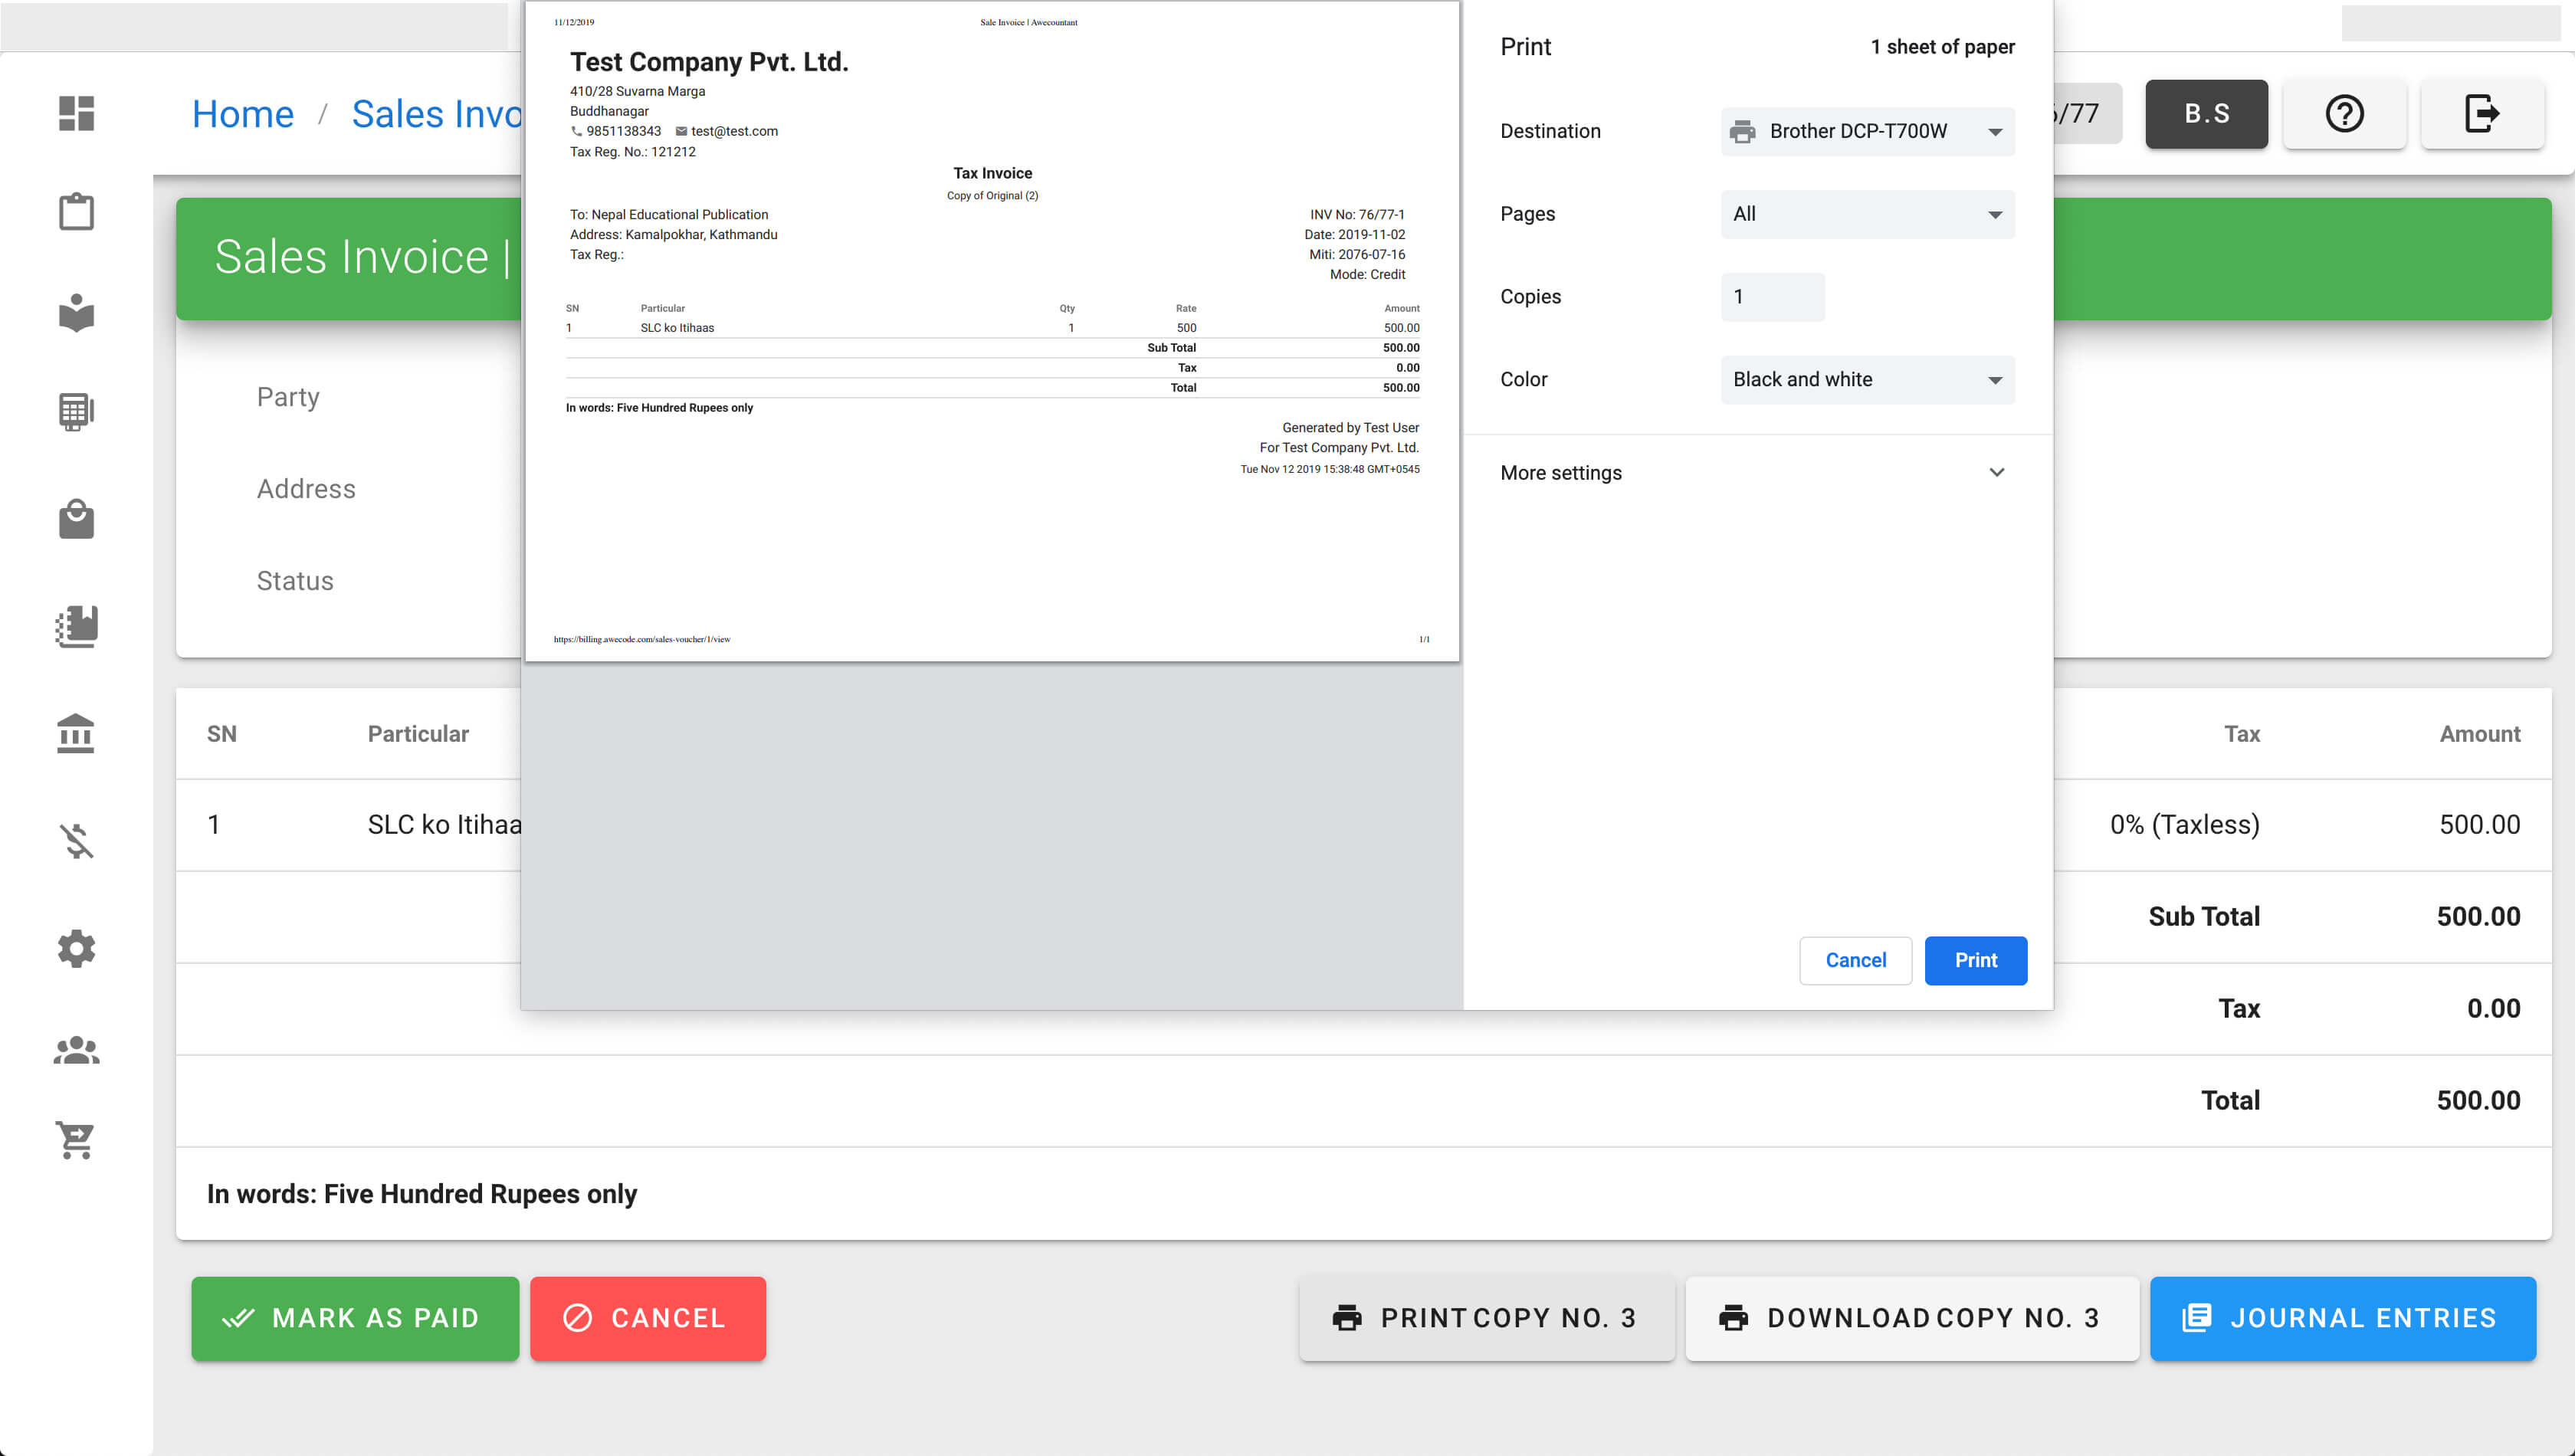 11/12/2019 Sale Invoice | Awecountant
Test Company Pvt. Ltd.
410/28 Suvarna Marga
Buddhanagar
9851138343 test@test.com
Tax Reg. No.: 121212
Tax Invoice
Copy of Original (2)
To: Nepal Educational Publication
Address: Kamalpokhar, Kathmandu
Tax Reg.:
INV No: 76/77-1
Date: 2019-11-02
Miti: 2076-07-16
Mode: Credit
SN Particular Qty Rate Amount
1 SLC ko Itihaas 1 500 500.00
Sub Total 500.00
Tax 0.00
Total 500.00
In words: Five Hundred Rupees only
Generated by Test User
For Test Company Pvt. Ltd.
Tue Nov 12 2019 15:38:48 GMT+0545
https://billing.awecode.com/sales-voucher/1/view 1/1
Print 1 sheet of paper
Destination Brother DCP-T700W
Pages All
Copies 1
Color Black and white
More settings
Cancel Print
Home / Sales Invo
/77 B.S
Sales Invoice |
Party
Address
Status
SN Particular Tax Amount
1 SLC ko Itihaa 0% (Taxless) 500.00
Sub Total 500.00
Tax 0.00
Total 500.00
In words: Five Hundred Rupees only
MARK AS PAID CANCEL PRINT COPY NO. 3 DOWNLOAD COPY NO. 3 JOURNAL ENTRIES